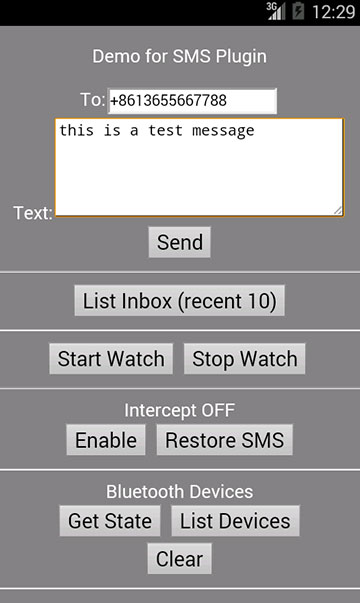 3G 12:29
Demo for SMS Plugin
To: +8613655667788
this is a test message
Text:
Send
List Inbox (recent 10)
Start Watch Stop Watch
Intercept OFF
Enable Restore SMS
Bluetooth Devices
Get State List Devices
Clear